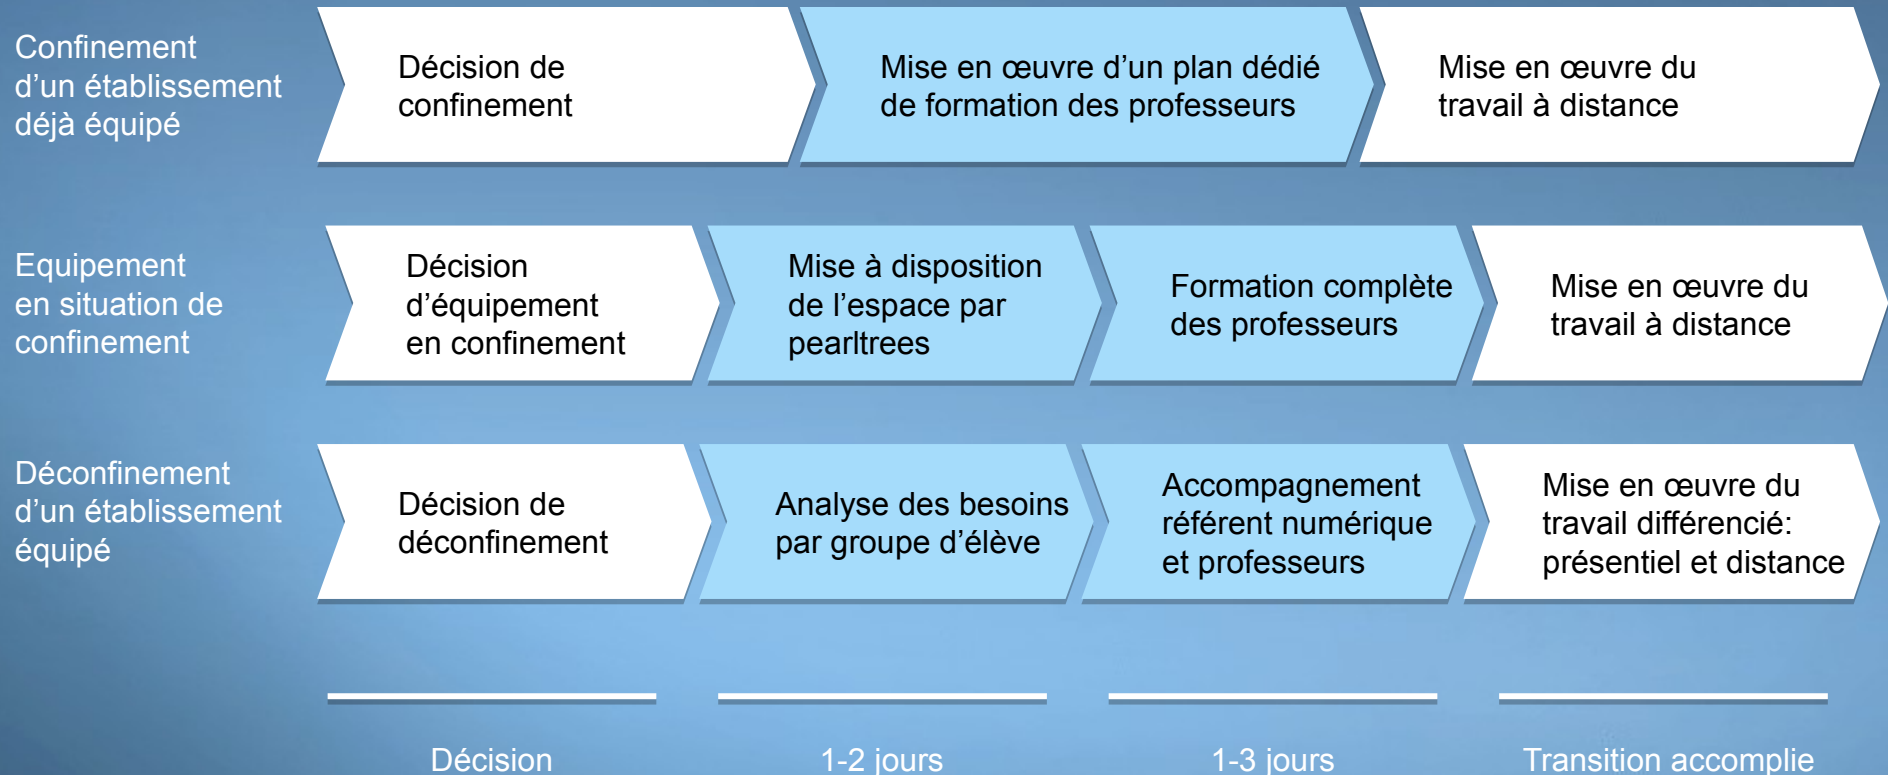 Confinement
d’un établissement
déjà équipé
Décision de
confinement
Mise en œuvre d’un plan dédié
de formation des professeurs
Mise en œuvre du
travail à distance
Equipement
en situation de
confinement
Décision
d’équipement
en confinement
Mise à disposition
de l’espace par
pearltrees
Formation complète
des professeurs
Mise en œuvre du
travail à distance
Déconfinement
d’un établissement
équipé
Décision de
déconfinement
Analyse des besoins
par groupe d’élève
Accompagnement
référent numérique
et professeurs
Mise en œuvre du
travail différencié:
présentiel et distance
Décision
1-2 jours
1-3 jours
Transition accomplie